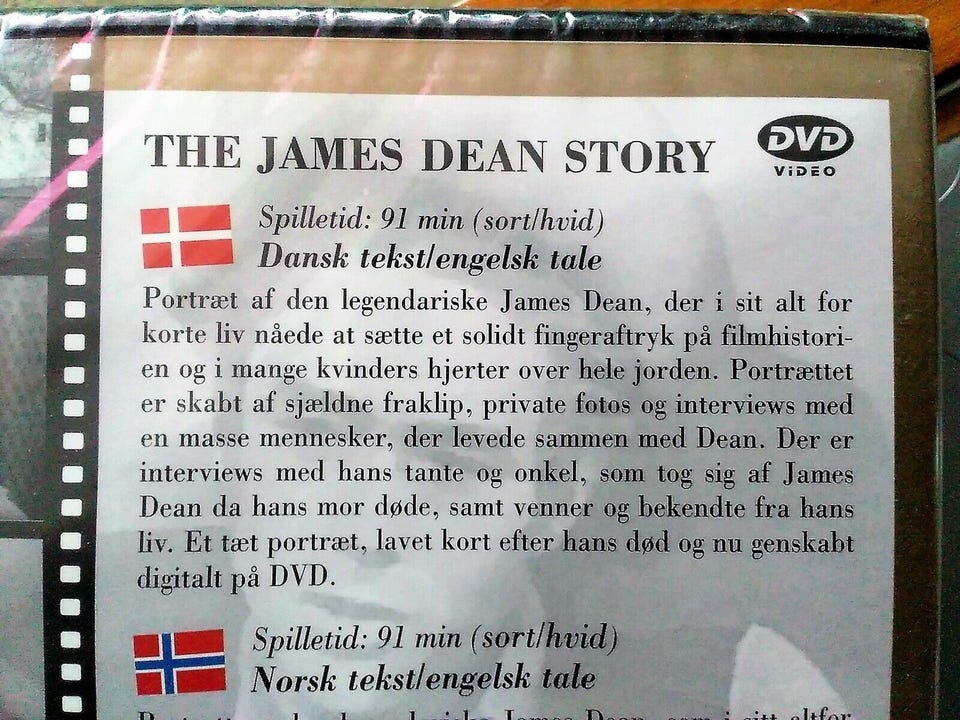 THE JAMES DEAN STORY
DVD
VIDEO
Spilletid: 91 min (sort/hvid)
Dansk tekst/engelsk tale
Portræt af den legendariske James Dean, der i sit alt for
korte liv nåede at sætte et solidt fingeraftryk på filmhistori-
en og i mange kvinders hjerter over hele jorden. Portrættet
er skabt af sjældne fraklip, private fotos og interviews med
en masse mennesker, der levede sammen med Dean. Der er
interviews med hans tante og onkel, som tog sig af James
Dean da hans mor døde, samt venner og bekendte fra hans
liv. Et tæt portræt, lavet kort efter hans død og nu genskabt
digitalt på DVD.
Spilletid: 91 min (sort/hvid)
Norsk tekst/engelsk tale
James Dean, som i sitt altfor